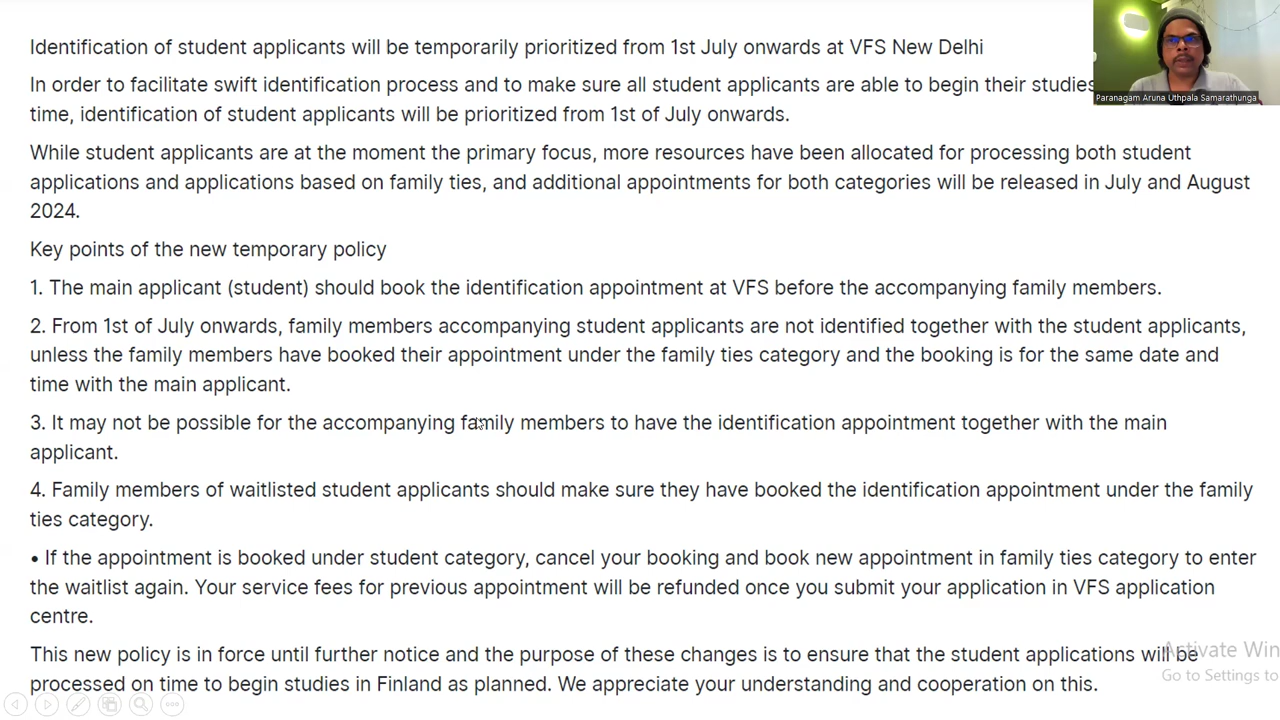 Identification of student applicants will be temporarily prioritized from 1st July onwards at VFS New Delhi
In order to facilitate swift identification process and to make sure all student applicants are able to begin their studies
time, identification of student applicants will be prioritized from 1st of July onwards.
Paranagam Aruna Uthpala Samarathunga
While student applicants are at the moment the primary focus, more resources have been allocated for processing both student
applications and applications based on family ties, and additional appointments for both categories will be released in July and August
2024.
Key points of the new temporary policy
1. The main applicant (student) should book the identification appointment at VFS before the accompanying family members.
2. From 1st of July onwards, family members accompanying student applicants are not identified together with the student applicants,
unless the family members have booked their appointment under the family ties category and the booking is for the same date and
time with the main applicant.
3. It may not be possible for the accompanying family members to have the identification appointment together with the main
applicant.
4. Family members of waitlisted student applicants should make sure they have booked the identification appointment under the family
ties category.
• If the appointment is booked under student category, cancel your booking and book new appointment in family ties category to enter
the waitlist again. Your service fees for previous appointment will be refunded once you submit your application in VFS application
centre.
This new policy is in force until further notice and the purpose of these changes is to ensure that the student applications will be
processed on time to begin studies in Finland as planned. We appreciate your understanding and cooperation on this.
Activate Win
Go to Settings to